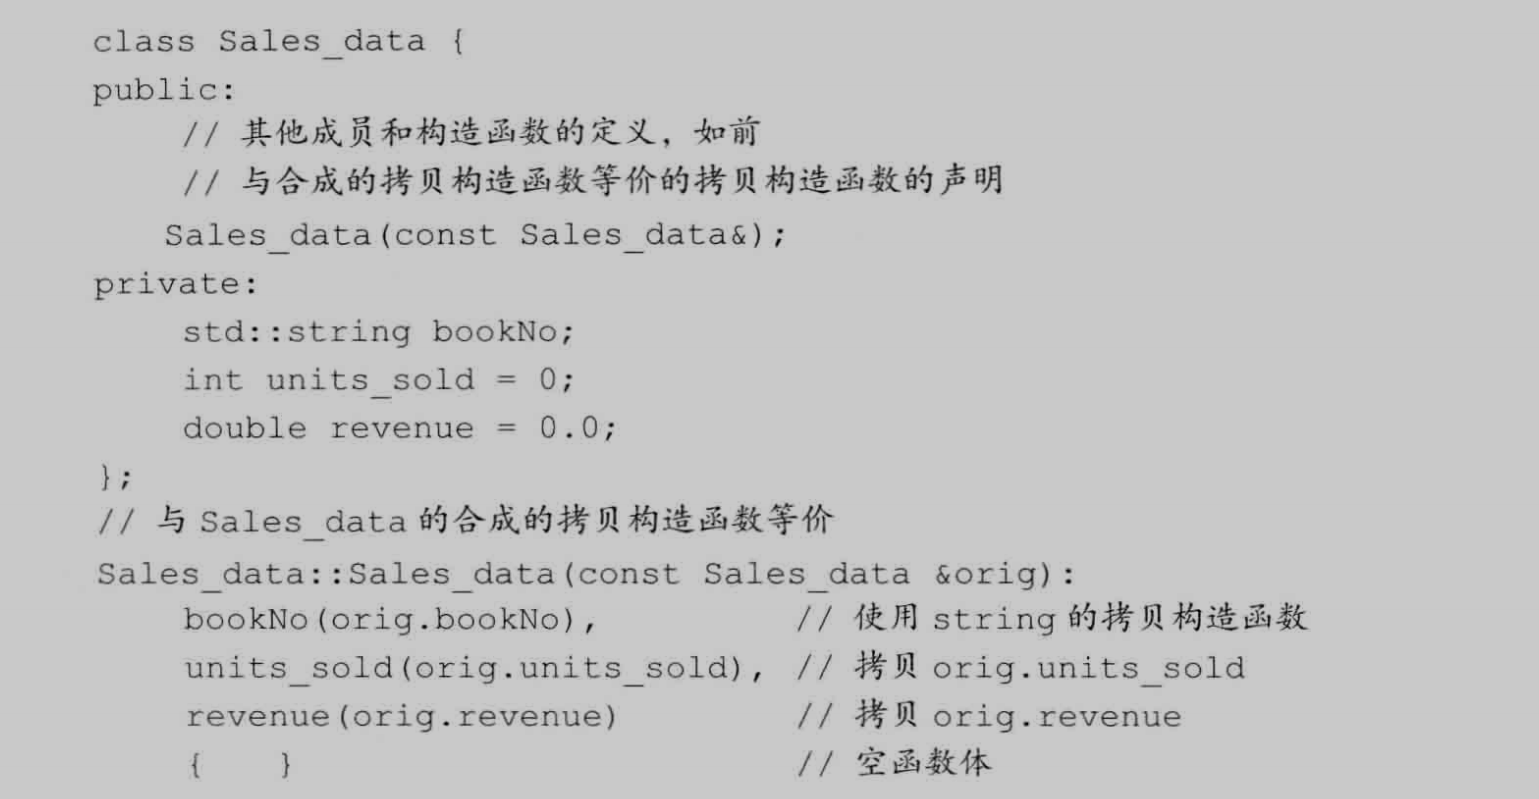 class Sales_data {
public:
// 其他成员和构造函数的定义，如前
// 与合成的拷贝构造函数等价的拷贝构造函数的声明
Sales_data(const Sales_data&);
private:
std::string bookNo;
int units_sold = 0;
double revenue = 0.0;
};
// 与 Sales_data 的合成的拷贝构造函数等价
Sales_data::Sales_data(const Sales_data &orig):
bookNo(orig.bookNo), // 使用 string 的拷贝构造函数
units_sold(orig.units_sold), // 拷贝 orig.units_sold
revenue(orig.revenue) // 拷贝 orig.revenue
{ } // 空函数体